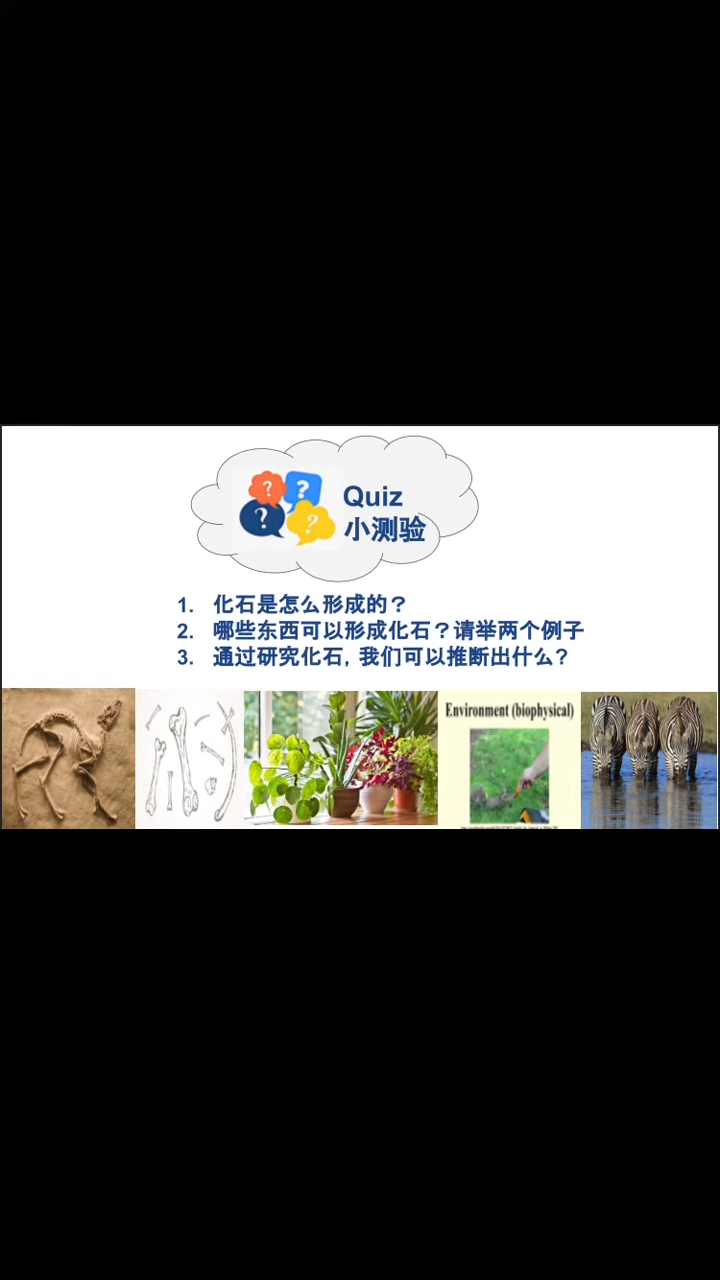 Quiz
小测验
1. 化石是怎么形成的？
2. 哪些东西可以形成化石？请举两个例子
3. 通过研究化石, 我们可以推断出什么?
Environment (biophysical)